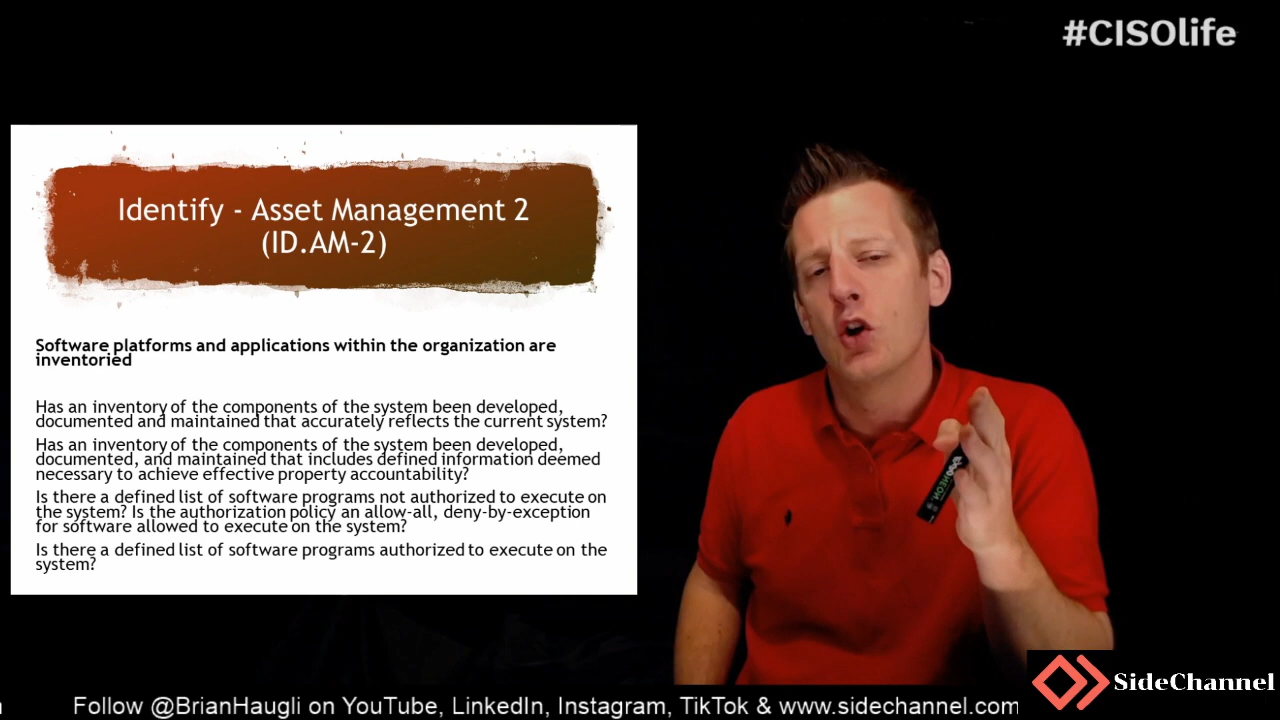 #CISOlife
Identify - Asset Management 2
(ID.AM-2)
Software platforms and applications within the organization are
inventoried
Has an inventory of the components of the system been developed,
documented and maintained that accurately reflects the current system?
Has an inventory of the components of the system been developed,
documented, and maintained that includes defined information deemed
necessary to achieve effective property accountability?
Is there a defined list of software programs not authorized to execute on
the system? Is the authorization policy an allow-all, deny-by-exception
for software allowed to execute on the system?
Is there a defined list of software programs authorized to execute on the
system?
SideChannel
Follow @BrianHaugli on YouTube, LinkedIn, Instagram, TikTok & www.sidechannel.com